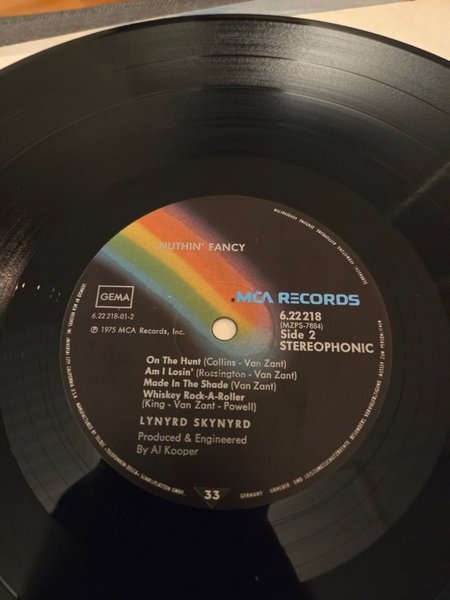 NUTHIN' FANCY
MCA RECORDS
GEMA
6.22 218-01-2
6.22 218
(MZPS-7884)
Side 2
STEREOPHONIC
℗ 1975 MCA Records, Inc.
On The Hunt (Collins - Van Zant)
Am I Losin' (Rossington - Van Zant)
Made In The Shade (Van Zant)
Whiskey Rock-A-Roller
(King - Van Zant - Powell)
LYNYRD SKYNYRD
Produced & Engineered
By Al Kooper
33
GERMANY